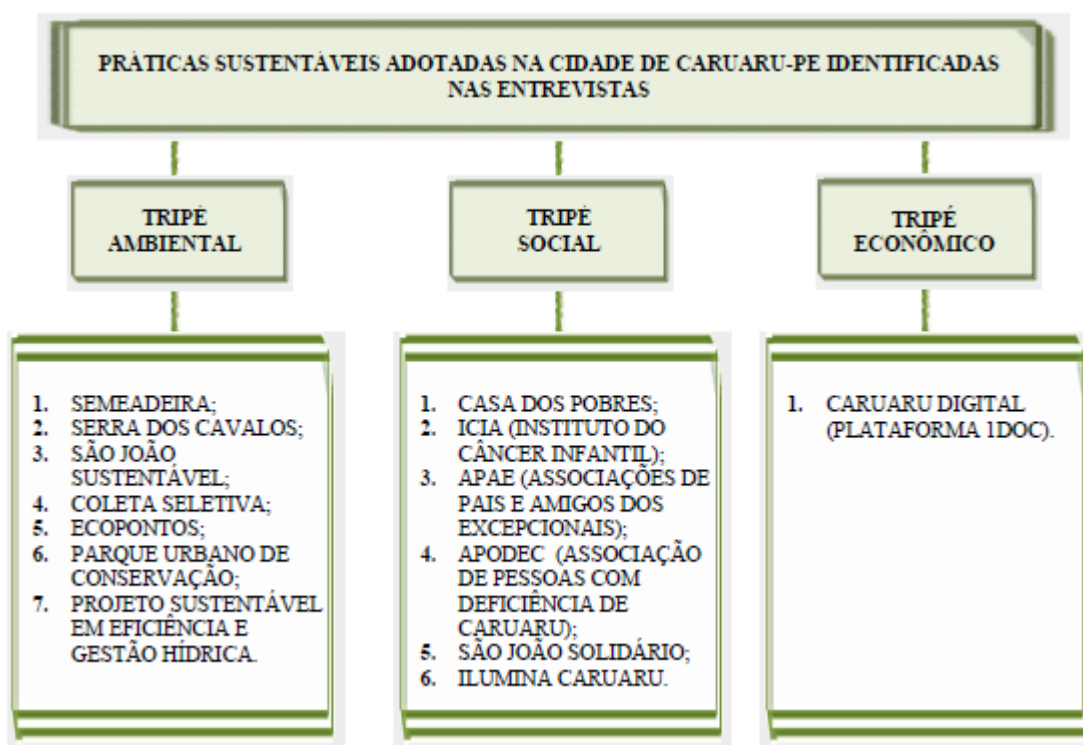 PRÁTICAS SUSTENTÁVEIS ADOTADAS NA CIDADE DE CARUARU-PE IDENTIFICADAS
NAS ENTREVISTAS
TRIPÉ
AMBIENTAL
TRIPÉ
SOCIAL
TRIPÉ
ECONÔMICO
1. SEMEADEIRA;
2. SERRA DOS CAVALOS;
3. SÃO JOÃO
SUSTENTÁVEL;
4. COLETA SELETIVA;
5. ECOPONTOS;
6. PARQUE URBANO DE
CONSERVAÇÃO;
7. PROJETO SUSTENTÁVEL
EM EFICIÊNCIA E
GESTÃO HÍDRICA.
1. CASA DOS POBRES;
2. ICIA (INSTITUTO DO
CÂNCER INFANTIL);
3. APAE (ASSOCIAÇÕES DE
PAIS E AMIGOS DOS
EXCEPCIONAIS);
4. APODEC (ASSOCIAÇÃO
DE PESSOAS COM
DEFICIÊNCIA DE
CARUARU);
5. SÃO JOÃO SOLIDÁRIO;
6. ILUMINA CARUARU.
1. CARUARU DIGITAL
(PLATAFORMA 1DOC).